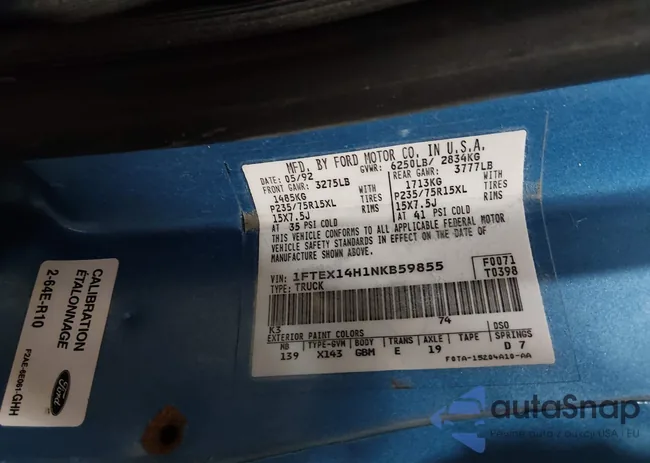 MFD. BY FORD MOTOR CO. IN U.S.A.
DATE: 05/92 GVWR: 6250LB/ 2834KG
FRONT GAWR: 3275LB REAR GAWR: 3777LB
1485KG WITH 1713KG WITH
P235/75R15XL TIRES P235/75R15XL TIRES
15X7.5J RIMS 15X7.5J RIMS
AT 35 PSI COLD AT 41 PSI COLD
THIS VEHICLE CONFORMS TO ALL APPLICABLE FEDERAL MOTOR
VEHICLE SAFETY STANDARDS IN EFFECT ON THE DATE OF
MANUFACTURE SHOWN ABOVE.
VIN: 1FTEX14H1NKB59855 F0071
TYPE: TRUCK T0398
K3 74
EXTERIOR PAINT COLORS DSO
WB TYPE-GVW BODY TRANS AXLE TAPE SPRINGS
139 X143 GBM E 19 D 7
F0TA-15204A10-AA
CALIBRATION
ÉTALONNAGE
2-64E-R10
F2AE-6E061-GHH
Ford
autoSnap
USA | EU